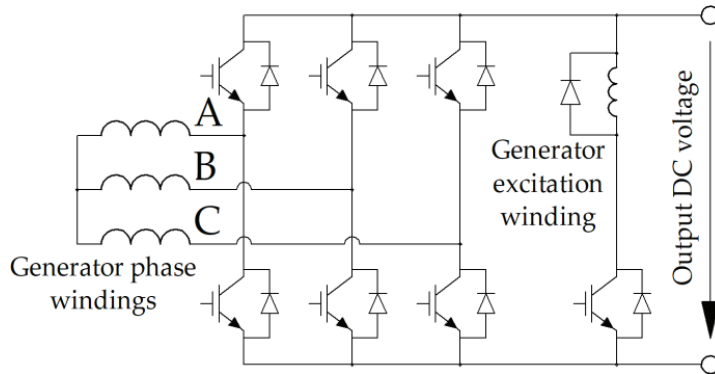 A
B
C
Generator phase
windings
Generator
excitation
winding
Output DC voltage